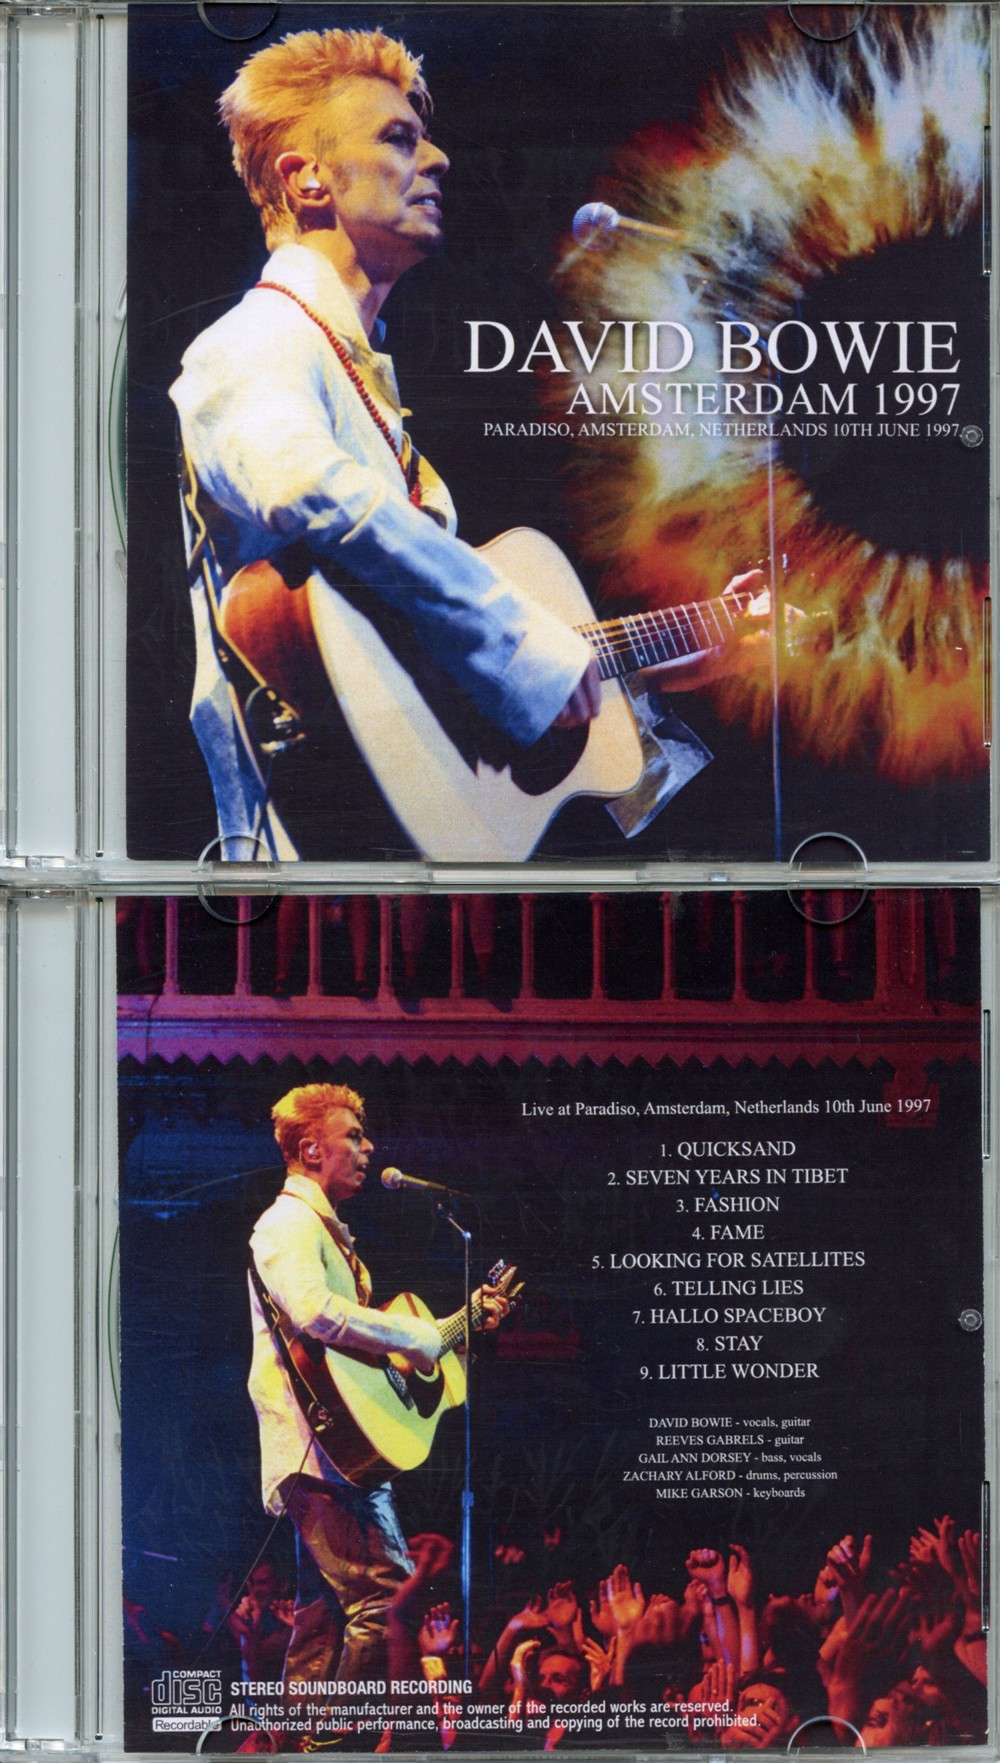 DAVID BOWIE
AMSTERDAM 1997
PARADISO, AMSTERDAM, NETHERLANDS 10TH JUNE 1997
Live at Paradiso, Amsterdam, Netherlands 10th June 1997
1. QUICKSAND
2. SEVEN YEARS IN TIBET
3. FASHION
4. FAME
5. LOOKING FOR SATELLITES
6. TELLING LIES
7. HALLO SPACEBOY
8. STAY
9. LITTLE WONDER
DAVID BOWIE - vocals, guitar
REEVES GABRELS - guitar
GAIL ANN DORSEY - bass, vocals
ZACHARY ALFORD - drums, percussion
MIKE GARSON - keyboards
COMPACT
disc
DIGITAL AUDIO
Recordable
STEREO SOUNDBOARD RECORDING
All rights of the manufacturer and the owner of the recorded works are reserved.
Unauthorized public performance, broadcasting and copying of the record prohibited.